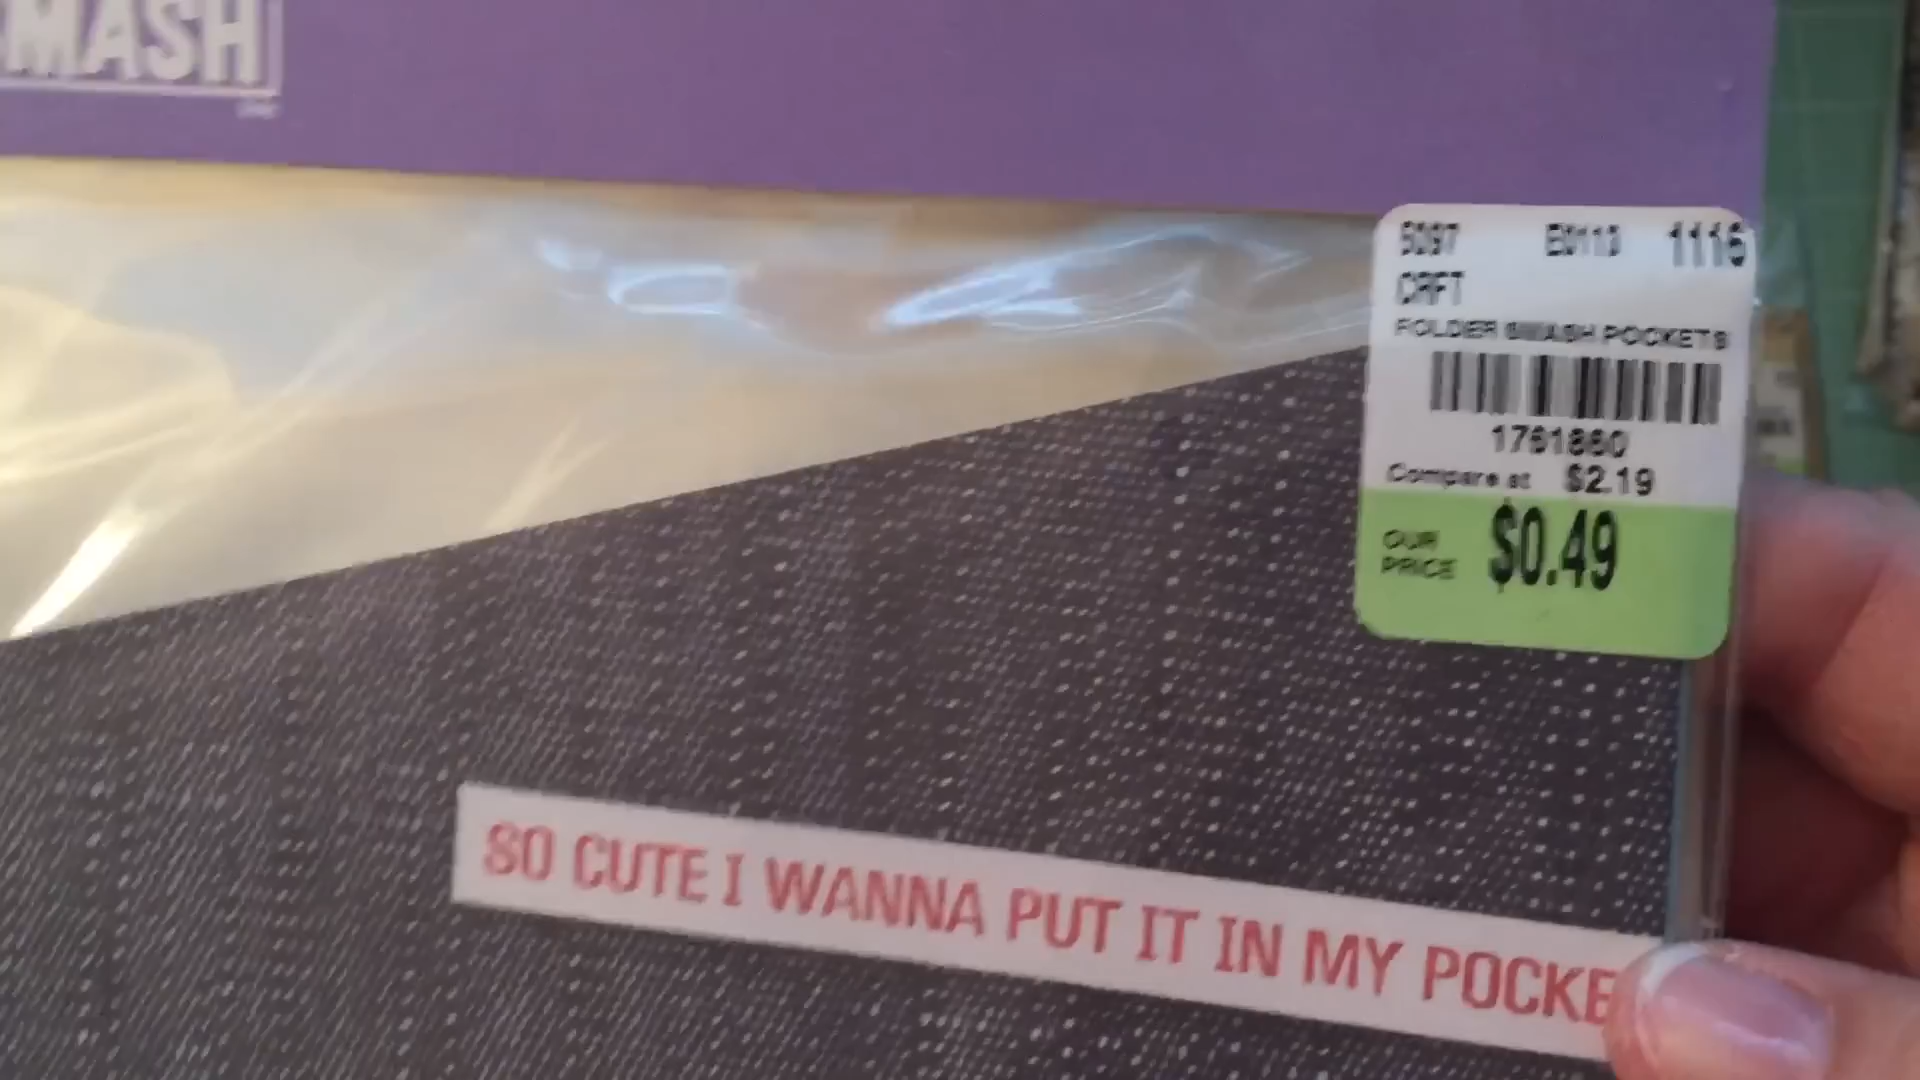 MASH
1116
CRFT
FOLDER SMASH POCKETS
1761860
Compare at $2.19
OUR PRICE $0.49
SO CUTE I WANNA PUT IT IN MY POCKE